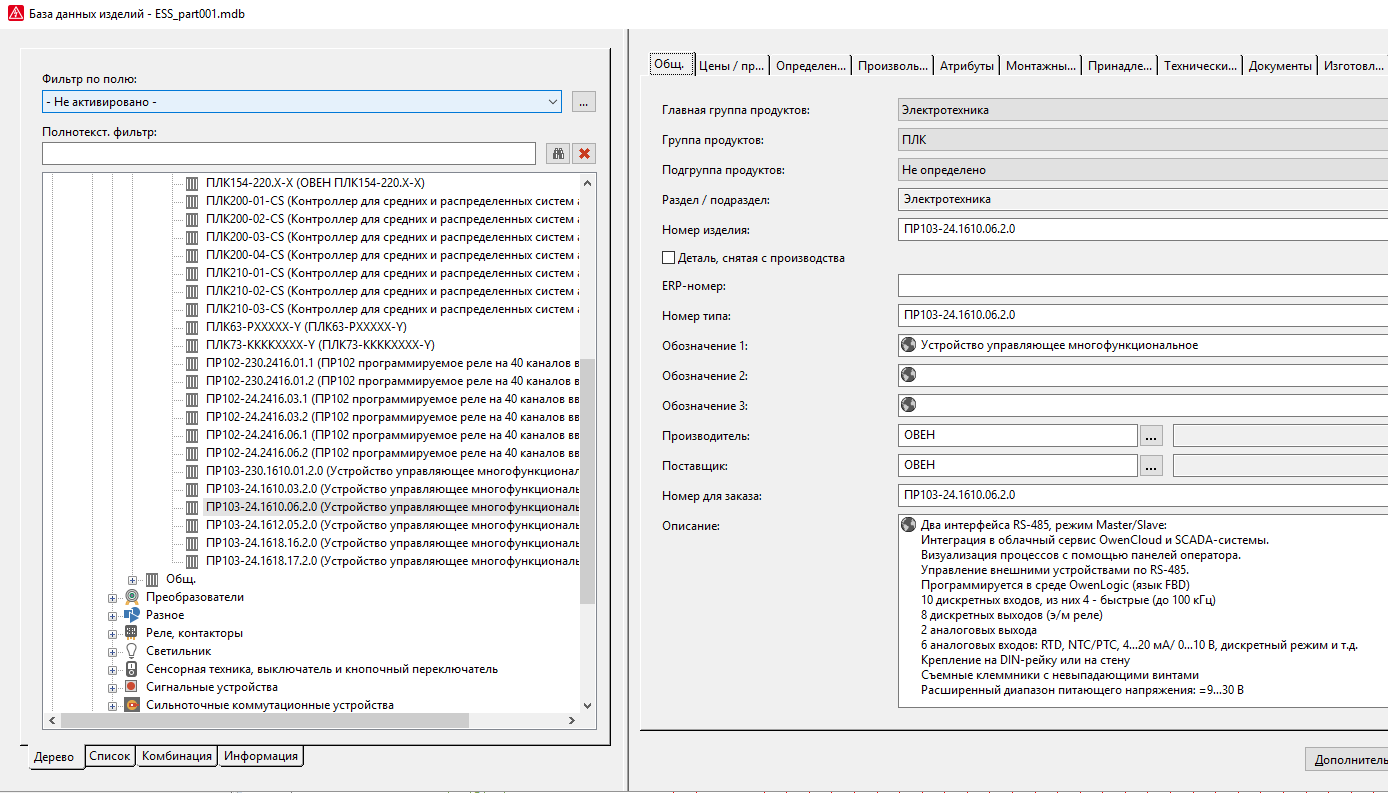 База данных изделий - ESS_part001.mdb
Фильтр по полю:
- Не активировано -
...
Полнотекст. фильтр:
ПЛК154-220.X-X (ОВЕН ПЛК154-220.X-X)
ПЛК200-01-CS (Контроллер для средних и распределенных систем а
ПЛК200-02-CS (Контроллер для средних и распределенных систем а
ПЛК200-03-CS (Контроллер для средних и распределенных систем а
ПЛК200-04-CS (Контроллер для средних и распределенных систем а
ПЛК210-01-CS (Контроллер для средних и распределенных систем а
ПЛК210-02-CS (Контроллер для средних и распределенных систем а
ПЛК210-03-CS (Контроллер для средних и распределенных систем а
ПЛК63-PXXXXX-Y (ПЛК63-PXXXXX-Y)
ПЛК73-KKKKXXXX-Y (ПЛК73-KKKKXXXX-Y)
ПР102-230.2416.01.1 (ПР102 программируемое реле на 40 каналов в
ПР102-230.2416.01.2 (ПР102 программируемое реле на 40 каналов в
ПР102-24.2416.03.1 (ПР102 программируемое реле на 40 каналов вв
ПР102-24.2416.03.2 (ПР102 программируемое реле на 40 каналов вв
ПР102-24.2416.06.1 (ПР102 программируемое реле на 40 каналов вв
ПР102-24.2416.06.2 (ПР102 программируемое реле на 40 каналов вв
ПР103-230.1610.01.2.0 (Устройство управляющее многофункционал
ПР103-24.1610.03.2.0 (Устройство управляющее многофункциональ
ПР103-24.1610.06.2.0 (Устройство управляющее многофункциональ
ПР103-24.1612.05.2.0 (Устройство управляющее многофункциональ
ПР103-24.1618.16.2.0 (Устройство управляющее многофункциональ
ПР103-24.1618.17.2.0 (Устройство управляющее многофункциональ
Общ.
Преобразователи
Разное
Реле, контакторы
Светильник
Сенсорная техника, выключатель и кнопочный переключатель
Сигнальные устройства
Сильноточные коммутационные устройства
Дерево
Список
Комбинация
Информация
Общ.
Цены / пр...
Определен...
Произволь...
Атрибуты
Монтажны...
Принадле...
Технически...
Документы
Изготовл...
Главная группа продуктов:
Электротехника
Группа продуктов:
ПЛК
Подгруппа продуктов:
Не определено
Раздел / подраздел:
Электротехника
Номер изделия:
ПР103-24.1610.06.2.0
Деталь, снятая с производства
ERP-номер:
Номер типа:
ПР103-24.1610.06.2.0
Обозначение 1:
Устройство управляющее многофункциональное
Обозначение 2:
Обозначение 3:
Производитель:
ОВЕН
...
Поставщик:
ОВЕН
...
Номер для заказа:
ПР103-24.1610.06.2.0
Описание:
Два интерфейса RS-485, режим Master/Slave:
Интеграция в облачный сервис OwenCloud и SCADA-системы.
Визуализация процессов с помощью панелей оператора.
Управление внешними устройствами по RS-485.
Программируется в среде OwenLogic (язык FBD)
10 дискретных входов, из них 4 - быстрые (до 100 кГц)
8 дискретных выходов (э/м реле)
2 аналоговых выхода
6 аналоговых входов: RTD, NTC/PTC, 4...20 мА/ 0...10 В, дискретный режим и т.д.
Крепление на DIN-рейку или на стену
Съемные клеммники с невыпадающими винтами
Расширенный диапазон питающего напряжения: =9...30 В
Дополнитель